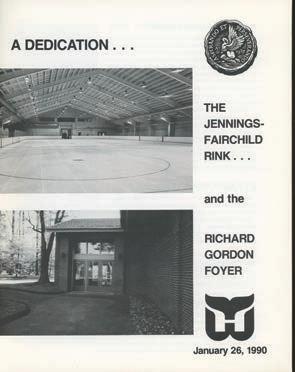 A DEDICATION . . .
THE
JENNINGS-
FAIRCHILD
RINK . . .
and the
RICHARD
GORDON
FOYER
January 26, 1990